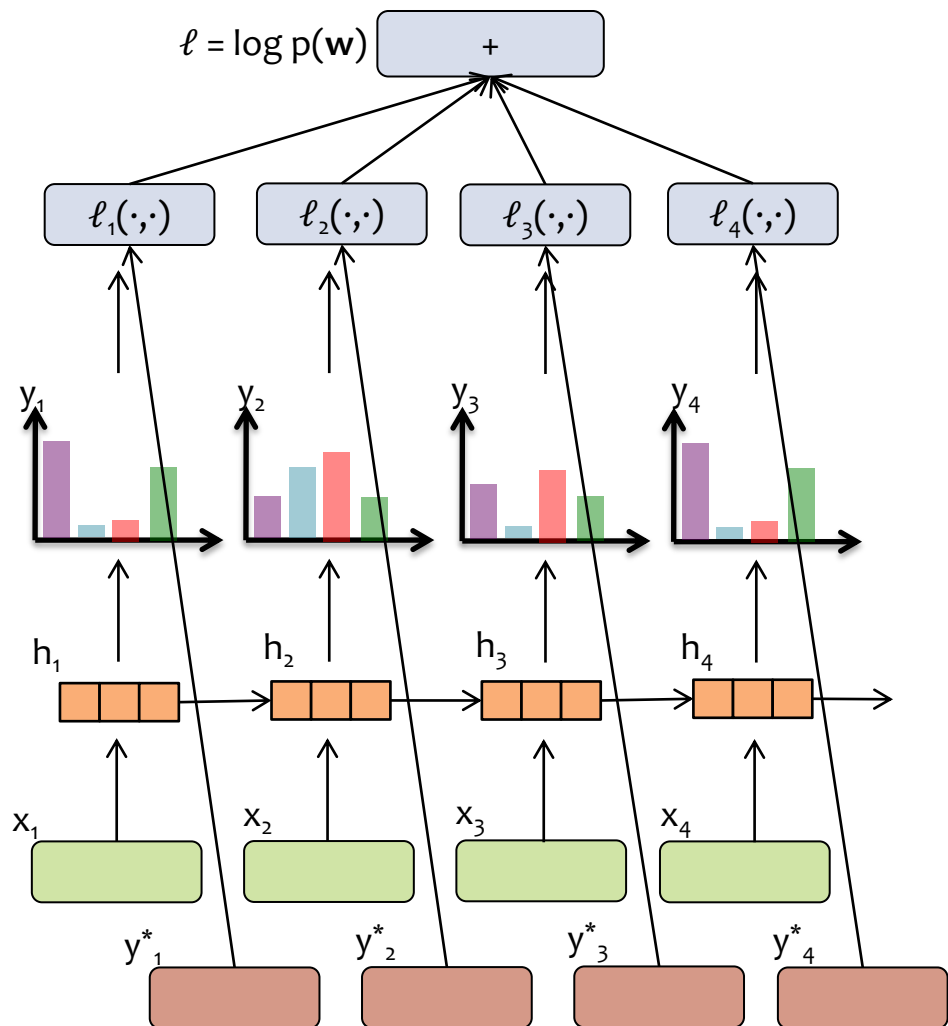 ℓ = log p(w) +
ℓ₁(·,·) ℓ₂(·,·) ℓ₃(·,·) ℓ₄(·,·)
y₁ y₂ y₃ y₄
h₁ h₂ h₃ h₄
x₁ x₂ x₃ x₄
y*₁ y*₂ y*₃ y*₄